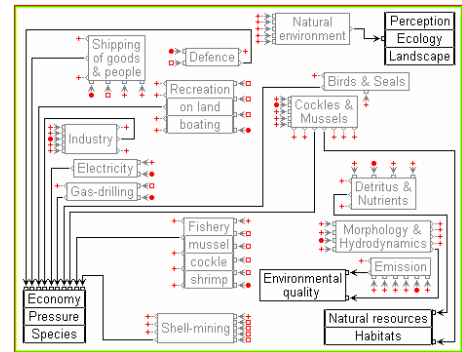 Natural
environment
Perception
Ecology
Landscape
Shipping
of goods
& people
Defence
Birds & Seals
Recreation
on land
boating
Cockles &
Mussels
Industry
Electricity
Gas-drilling
Detritus &
Nutrients
Fishery
mussel
cockle
shrimp
Morphology &
Hydrodynamics
Emission
Environmental
quality
Economy
Pressure
Species
Shell-mining
Natural resources
Habitats